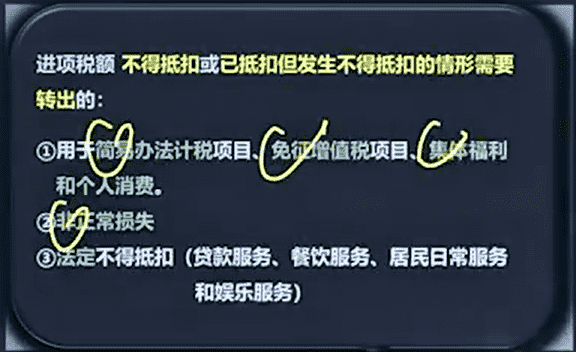 进项税额 不得抵扣或已抵扣但发生不得抵扣的情形需要
转出的:
①用于简易办法计税项目、免征增值税项目、集体福利
和个人消费。
②非正常损失
③法定不得抵扣（贷款服务、餐饮服务、居民日常服务
和娱乐服务）